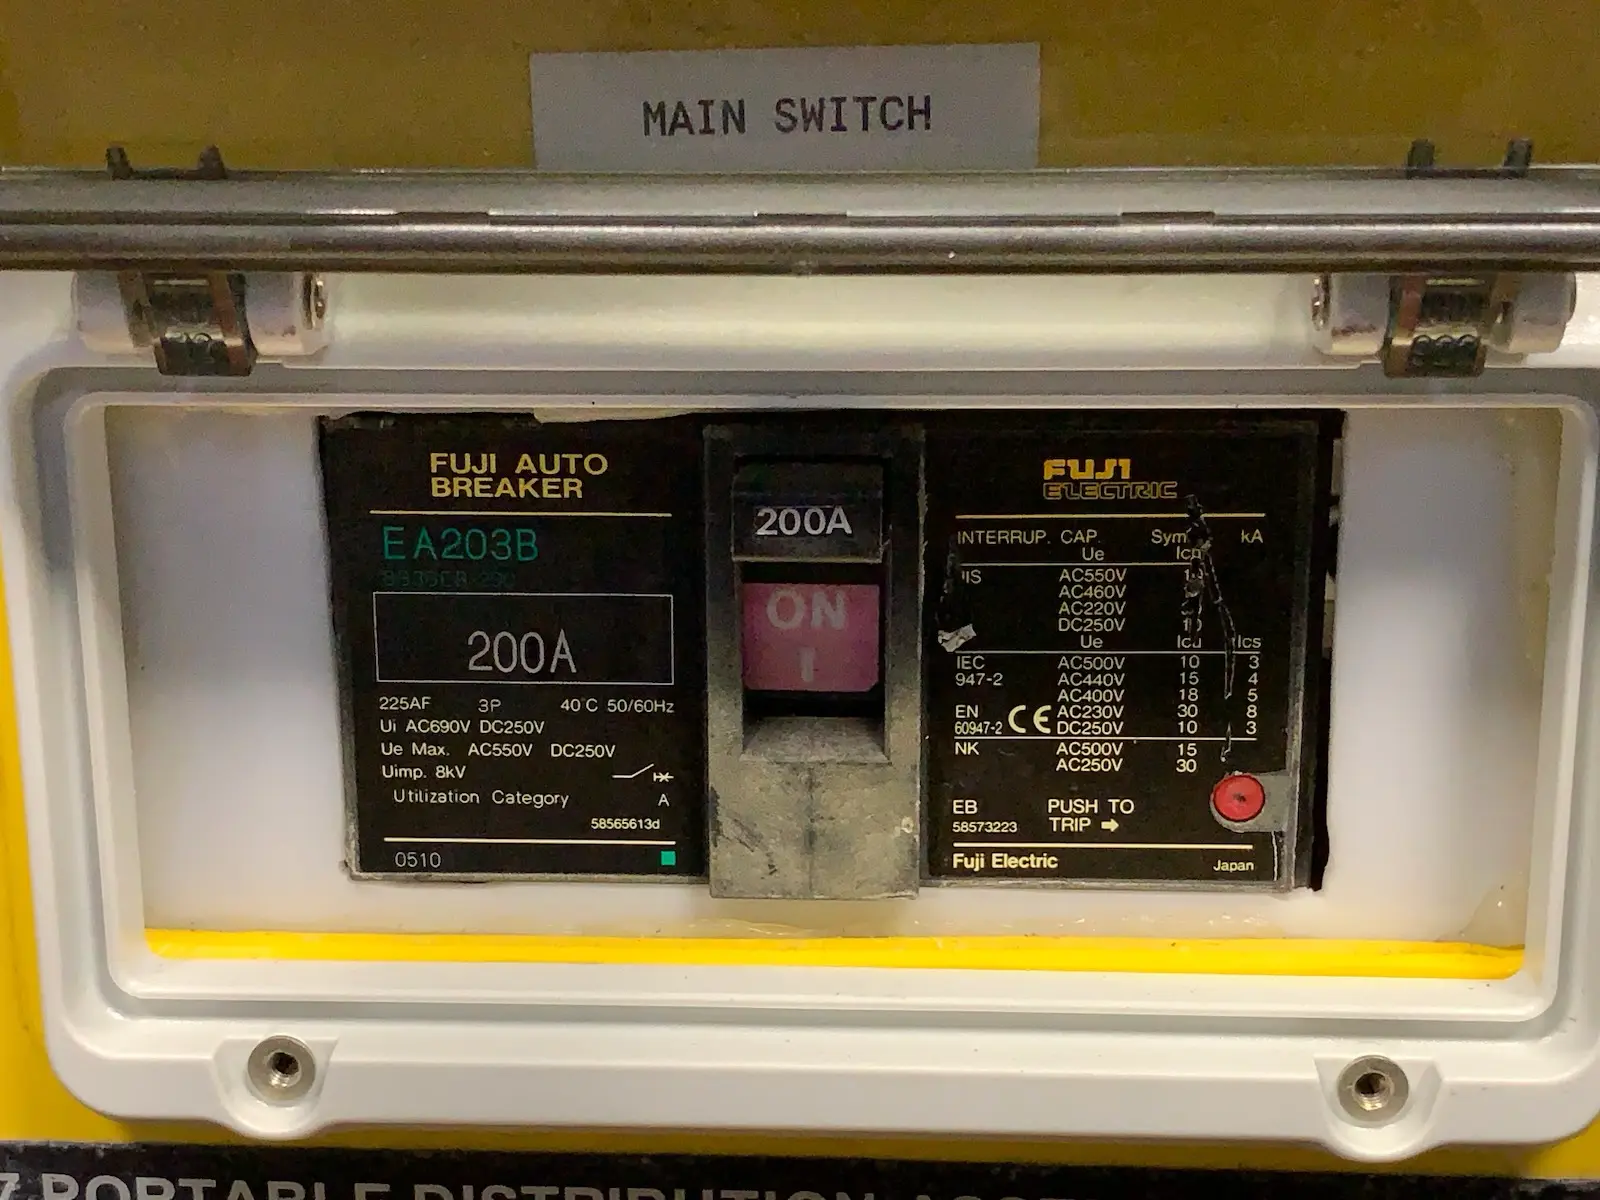 MAIN SWITCH
FUJI AUTO
BREAKER
EA203B
200A
225AF 3P 40°C 50/60Hz
Ui AC690V DC250V
Ue Max. AC550V DC250V
Uimp. 8kV
Utilization Category A
58565613d
0510
200A
ON
I
FUJI
ELECTRIC
INTERRUP. CAP. kA
Ue
AC550V
AC460V
AC220V
DC250V
Ue Icu Ics
IEC AC500V 10 3
947-2 AC440V 15 4
AC400V 18 5
EN CE AC230V 30 8
60947-2 DC250V 10 3
NK AC500V 15
AC250V 30
EB PUSH TO
58573223 TRIP ➡
Fuji Electric Japan
PORTABLE DISTRIBUTION